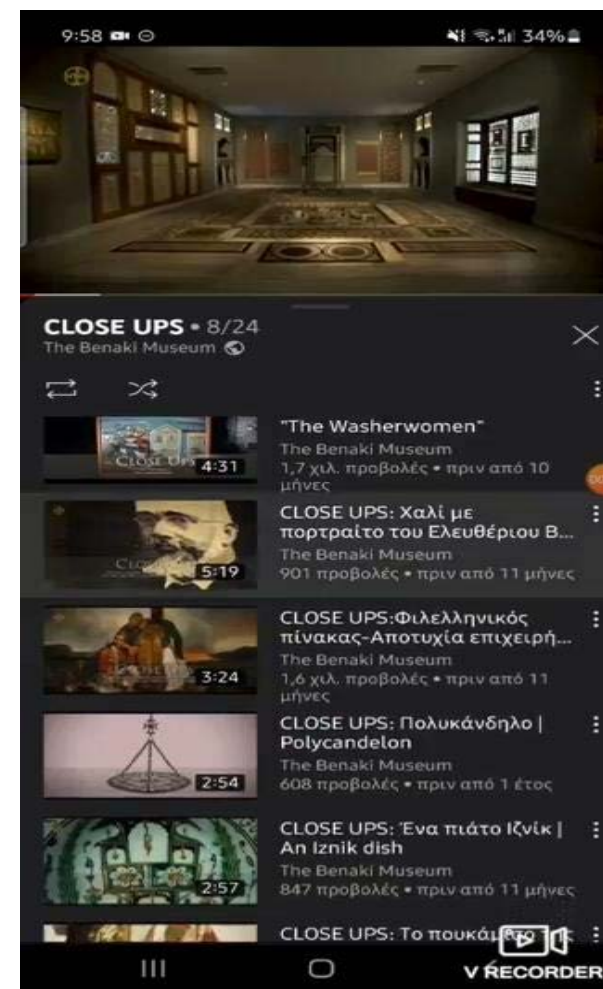 9:58
34%
CLOSE UPS • 8/24
The Benaki Museum
"The Washerwomen"
The Benaki Museum
1,7 χιλ. προβολές • πριν από 10
μήνες
CLOSE UPS
4:31
CLOSE UPS: Χαλί με
πορτραίτο του Ελευθέριου Β...
The Benaki Museum
901 προβολές • πριν από 11 μήνες
5:19
CLOSE UPS:Φιλελληνικός
πίνακας-Αποτυχία επιχειρή...
The Benaki Museum
1,6 χιλ. προβολές • πριν από 11
μήνες
3:24
CLOSE UPS: Πολυκάνδηλο |
Polycandelon
The Benaki Museum
608 προβολές • πριν από 1 έτος
2:54
CLOSE UPS: Ένα πιάτο Ιζνίκ |
An Iznik dish
The Benaki Museum
847 προβολές • πριν από 11 μήνες
2:57
CLOSE UPS: Το
V RECORDER